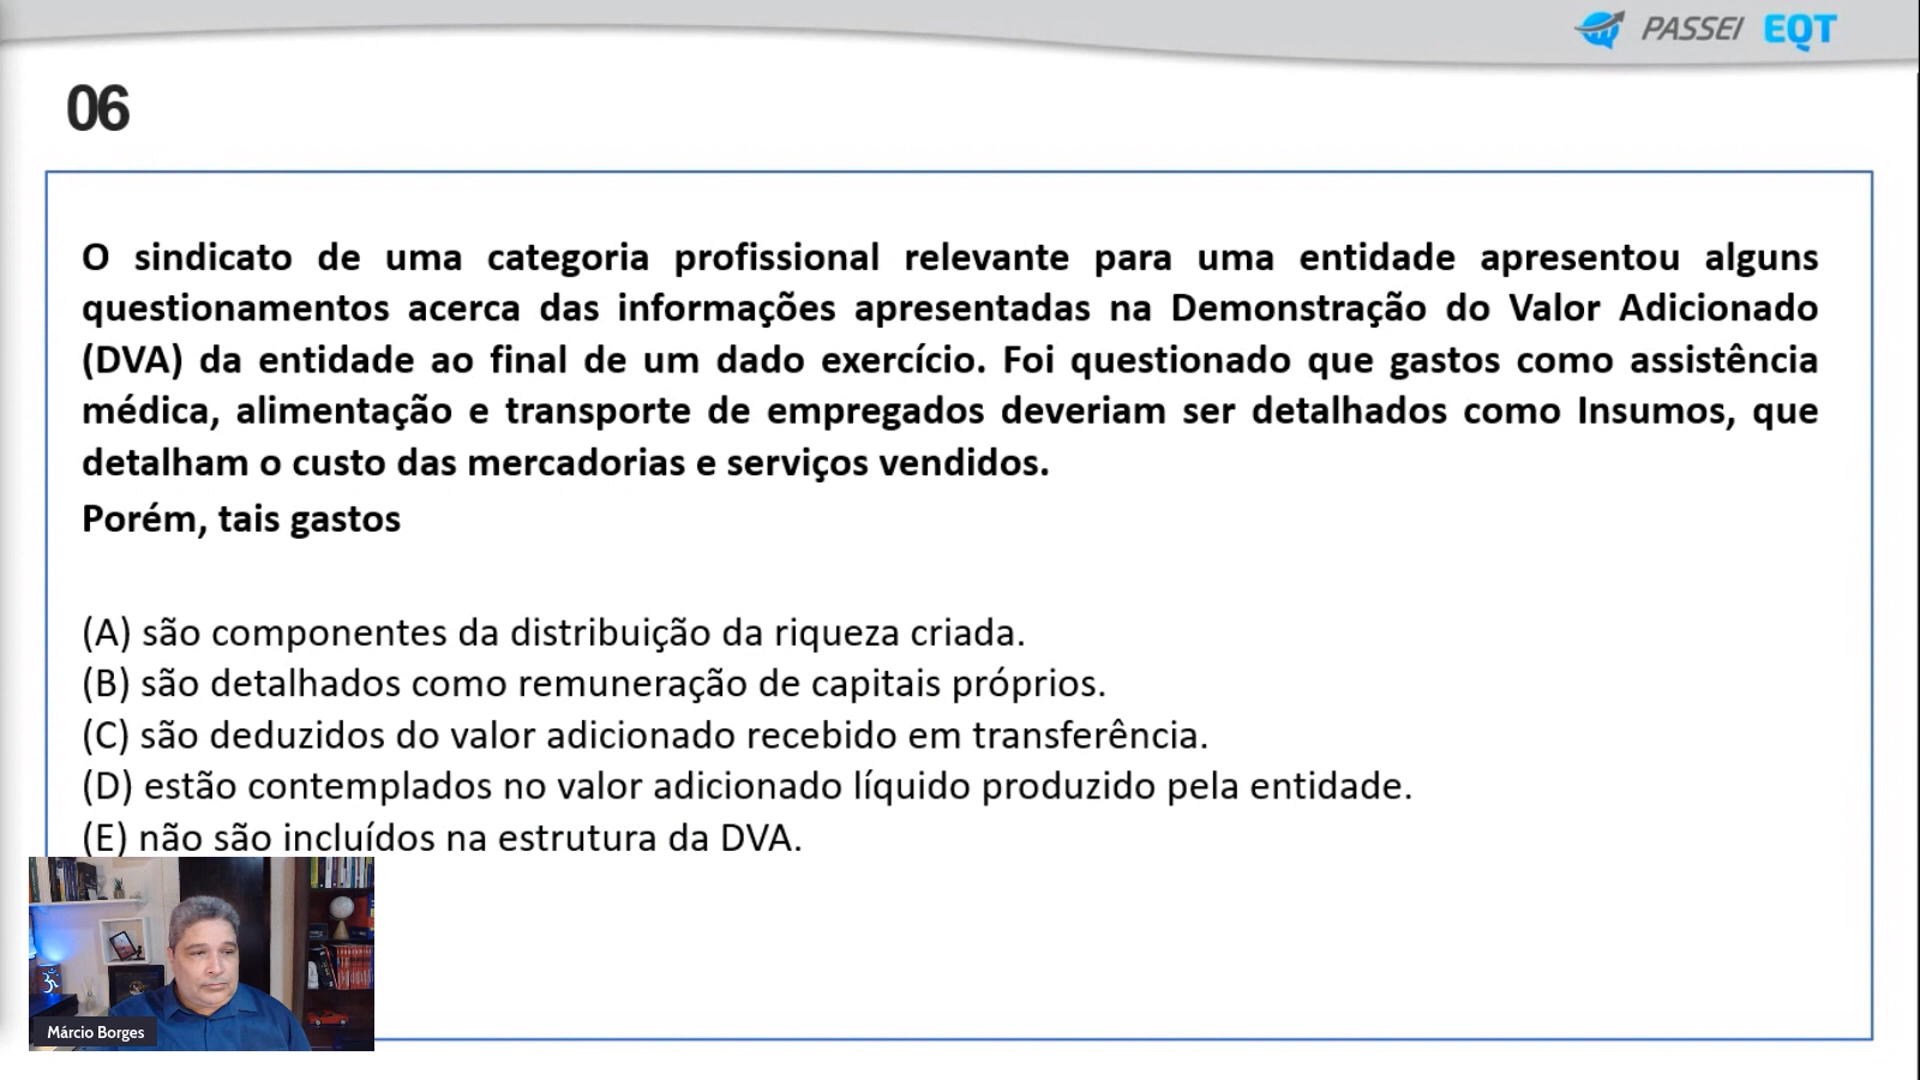 PASSEI EQT
06
O sindicato de uma categoria profissional relevante para uma entidade apresentou alguns
questionamentos acerca das informações apresentadas na Demonstração do Valor Adicionado
(DVA) da entidade ao final de um dado exercício. Foi questionado que gastos como assistência
médica, alimentação e transporte de empregados deveriam ser detalhados como Insumos, que
detalham o custo das mercadorias e serviços vendidos.
Porém, tais gastos
(A) são componentes da distribuição da riqueza criada.
(B) são detalhados como remuneração de capitais próprios.
(C) são deduzidos do valor adicionado recebido em transferência.
(D) estão contemplados no valor adicionado líquido produzido pela entidade.
(E) não são incluídos na estrutura da DVA.
Márcio Borges